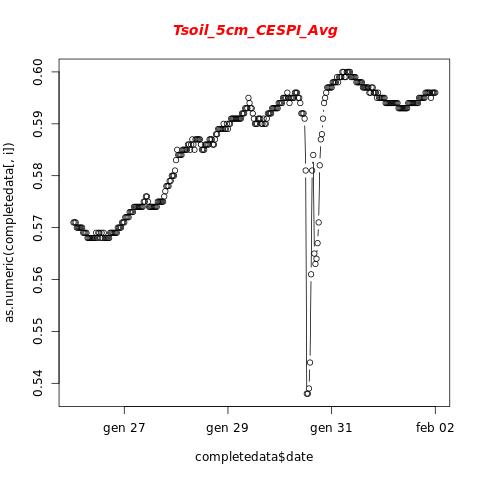 Tsoil_5cm_CESPI_Avg
as.numeric(completedata[, i])
0.60
0.59
0.58
0.57
0.56
0.55
0.54
gen 27 gen 29 gen 31 feb 02
completedata$date